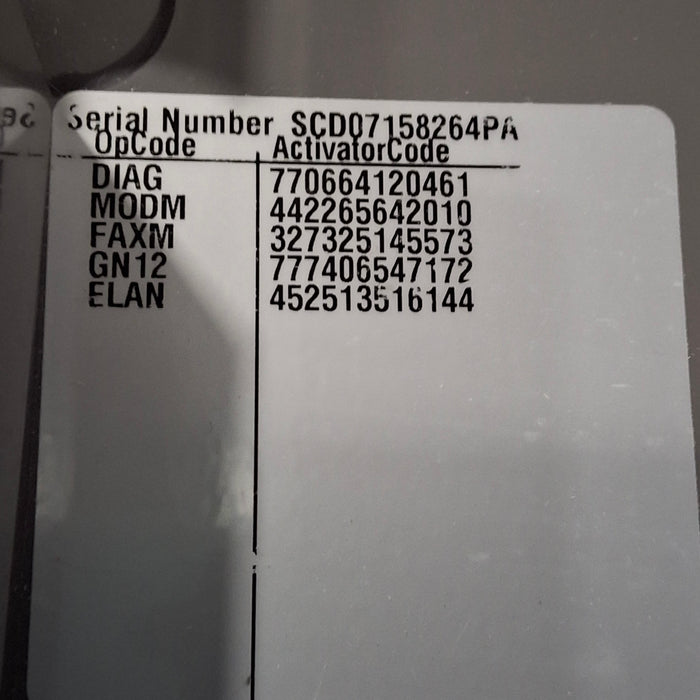 Serial Number SCD07158264PA
OpCode ActivatorCode
DIAG 770664120461
MODM 442265642010
FAXM 327325145573
GN12 777406547172
ELAN 452513516144